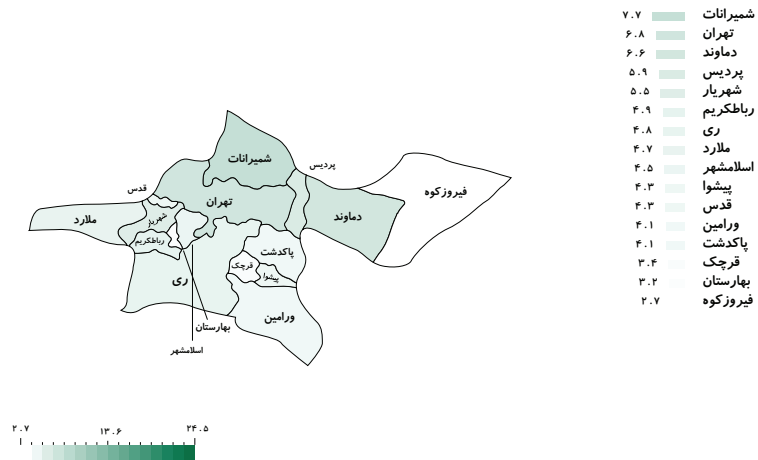 شمیرانات ۷.۷
تهران ۶.۸
دماوند ۶.۶
پردیس ۵.۹
شهریار ۵.۵
رباطکریم ۴.۹
ری ۴.۸
ملارد ۴.۷
اسلامشهر ۴.۵
پیشوا ۴.۳
قدس ۴.۳
ورامین ۴.۱
پاکدشت ۴.۱
قرچک ۳.۴
بهارستان ۳.۲
فیروزکوه ۲.۷
شمیرانات
پردیس
فیروزکوه
قدس
تهران
دماوند
ملارد
شهریار
رباطکریم
پاکدشت
قرچک
پیشوا
ری
ورامین
بهارستان
اسلامشهر
۲.۷ ۱۳.۶ ۲۴.۵